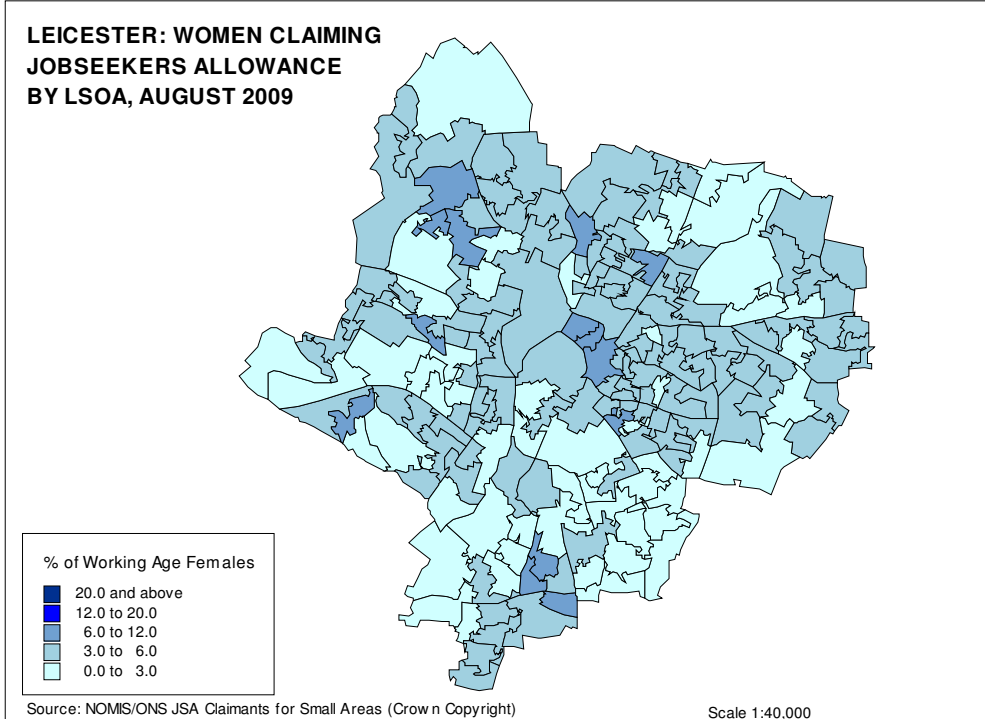 LEICESTER: WOMEN CLAIMING
JOBSEEKERS ALLOWANCE
BY LSOA, AUGUST 2009
% of Working Age Females
20.0 and above
12.0 to 20.0
6.0 to 12.0
3.0 to 6.0
0.0 to 3.0
Source: NOMIS/ONS JSA Claimants for Small Areas (Crown Copyright)
Scale 1:40,000